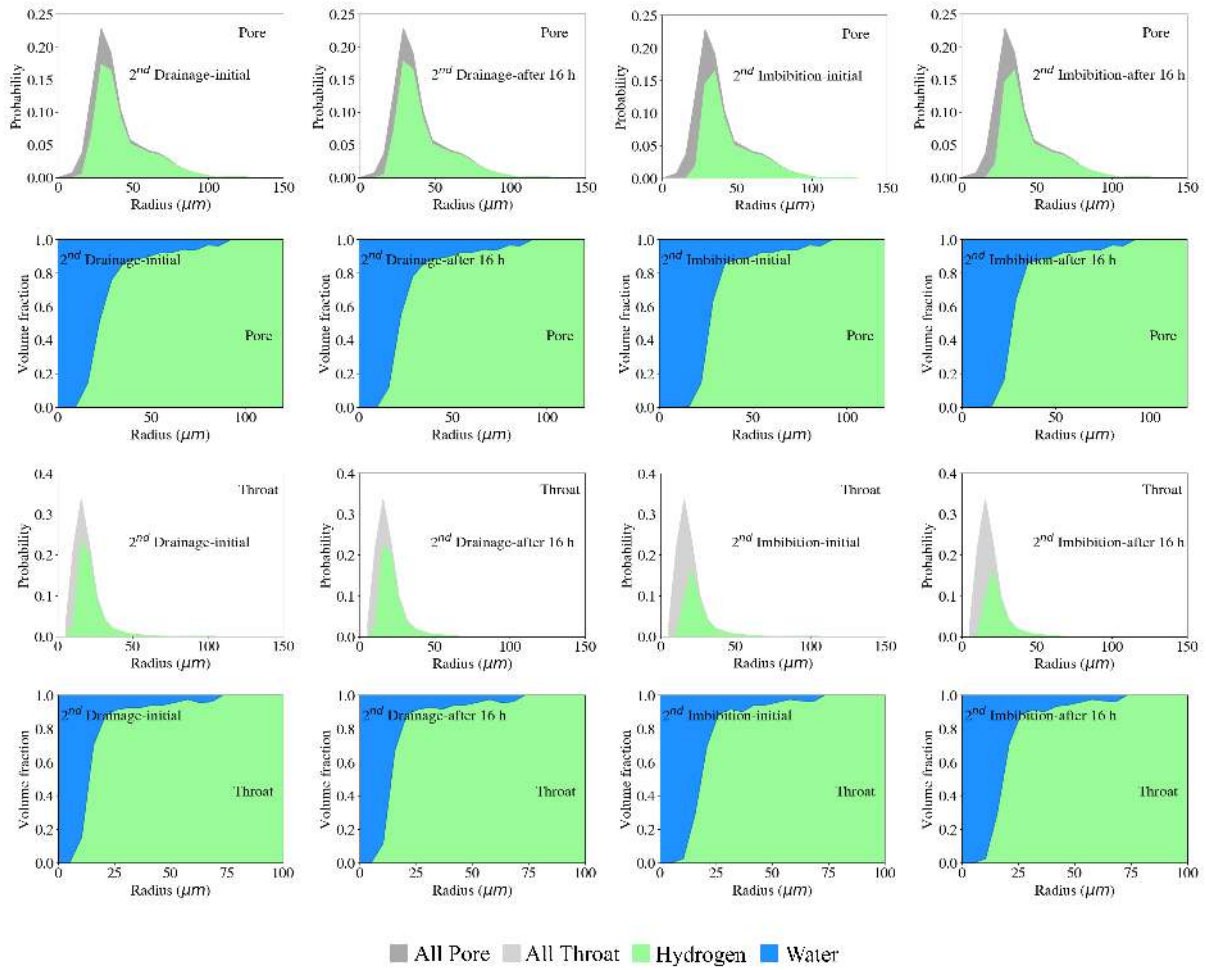 0.25 0.20 0.15 0.10 0.05 0.00
Probability
Pore
2nd Drainage-initial
0 50 100 150
Radius (μm)
0.25 0.20 0.15 0.10 0.05 0.00
Probability
Pore
2nd Drainage-after 16 h
0 50 100 150
Radius (μm)
0.25 0.20 0.15 0.10 0.05 0.00
Probability
Pore
2nd Imbibition-initial
0 50 100 150
Radius (μm)
0.25 0.20 0.15 0.10 0.05 0.00
Probability
Pore
2nd Imbibition-after 16 h
0 50 100 150
Radius (μm)
1.0 0.8 0.6 0.4 0.2 0.0
Volume fraction
2nd Drainage-initial
Pore
0 50 100
Radius (μm)
1.0 0.8 0.6 0.4 0.2 0.0
Volume fraction
2nd Drainage-after 16 h
Pore
0 50 100
Radius (μm)
1.0 0.8 0.6 0.4 0.2 0.0
Volume fraction
2nd Imbibition-initial
Pore
0 50 100
Radius (μm)
1.0 0.8 0.6 0.4 0.2 0.0
Volume fraction
2nd Imbibition-after 16 h
Pore
0 50 100
Radius (μm)
0.4 0.3 0.2 0.1 0.0
Probability
Throat
2nd Drainage-initial
0 50 100 150
Radius (μm)
0.4 0.3 0.2 0.1 0.0
Probability
Throat
2nd Drainage-after 16 h
0 50 100 150
Radius (μm)
0.4 0.3 0.2 0.1 0.0
Probability
Throat
2nd Imbibition-initial
0 50 100 150
Radius (μm)
0.4 0.3 0.2 0.1 0.0
Probability
Throat
2nd Imbibition-after 16 h
0 50 100 150
Radius (μm)
1.0 0.8 0.6 0.4 0.2 0.0
Volume fraction
2nd Drainage-initial
Throat
0 25 50 75 100
Radius (μm)
1.0 0.8 0.6 0.4 0.2 0.0
Volume fraction
2nd Drainage-after 16 h
Throat
0 25 50 75 100
Radius (μm)
1.0 0.8 0.6 0.4 0.2 0.0
Volume fraction
2nd Imbibition-initial
Throat
0 25 50 75 100
Radius (μm)
1.0 0.8 0.6 0.4 0.2 0.0
Volume fraction
2nd Imbibition-after 16 h
Throat
0 25 50 75 100
Radius (μm)
All Pore All Throat Hydrogen Water